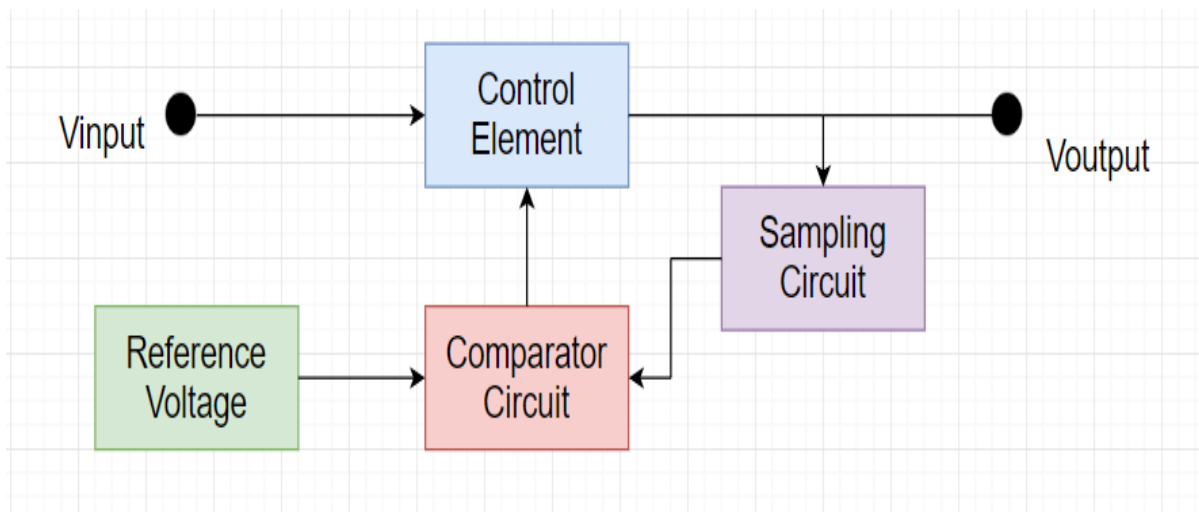 Control
Element
Vinput
Voutput
Sampling
Circuit
Reference
Voltage
Comparator
Circuit